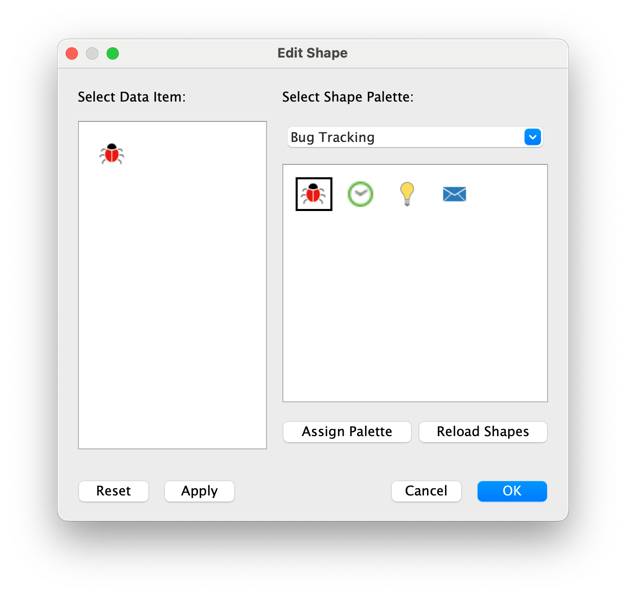 Edit Shape
Select Data Item:
Select Shape Palette:
Bug Tracking
Assign Palette
Reload Shapes
Reset
Apply
Cancel
OK